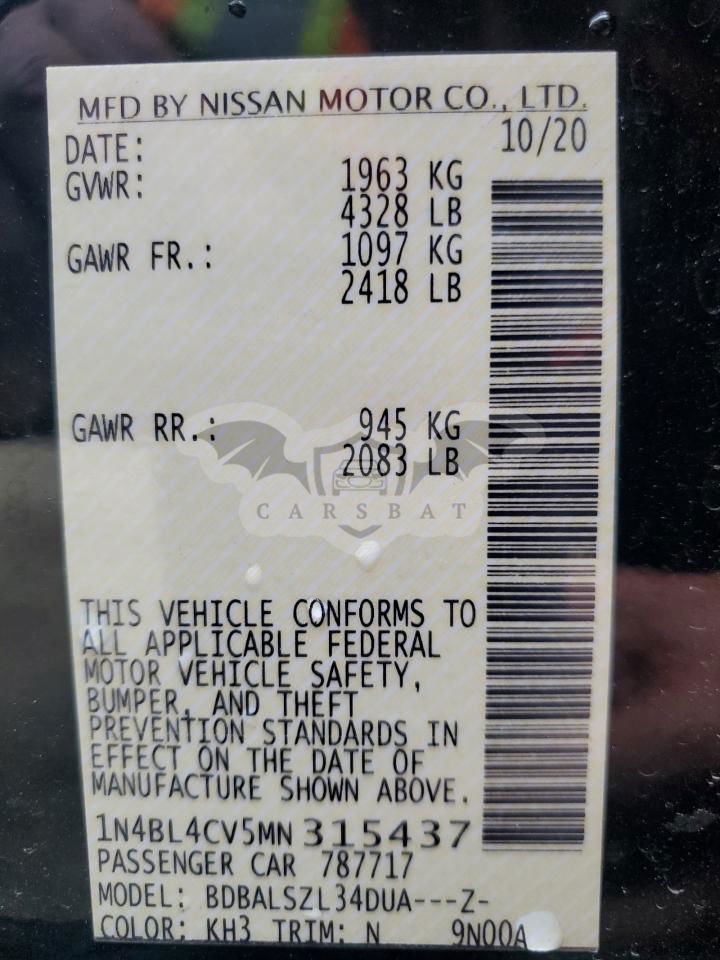 MFD BY NISSAN MOTOR CO., LTD.
DATE: 10/20
GVWR: 1963 KG
4328 LB
GAWR FR.: 1097 KG
2418 LB
GAWR RR.: 945 KG
2083 LB
CARSBAT
THIS VEHICLE CONFORMS TO
ALL APPLICABLE FEDERAL
MOTOR VEHICLE SAFETY,
BUMPER, AND THEFT
PREVENTION STANDARDS IN
EFFECT ON THE DATE OF
MANUFACTURE SHOWN ABOVE.
1N4BL4CV5MN315437
PASSENGER CAR 787717
MODEL: BDBALSZL34DUA---Z-
COLOR: KH3 TRIM: N 9N00A